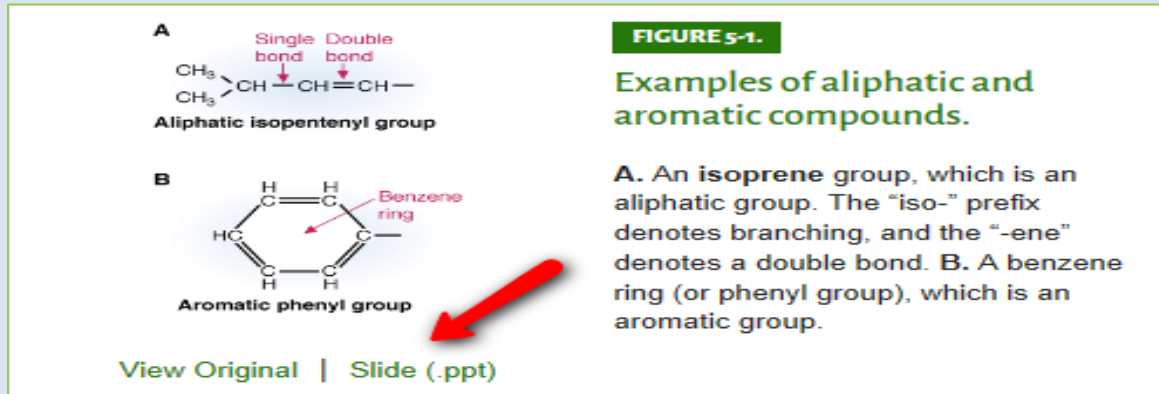 A
Single Double
bond bond
CH₃
CH₃
CH — CH = CH —
Aliphatic isopentenyl group
B
H H
C C
Benzene
ring
HC C —
C C
H H
Aromatic phenyl group
View Original | Slide (.ppt)
FIGURE 5-1.
Examples of aliphatic and
aromatic compounds.
A. An isoprene group, which is an
aliphatic group. The “iso-” prefix
denotes branching, and the “-ene”
denotes a double bond. B. A benzene
ring (or phenyl group), which is an
aromatic group.